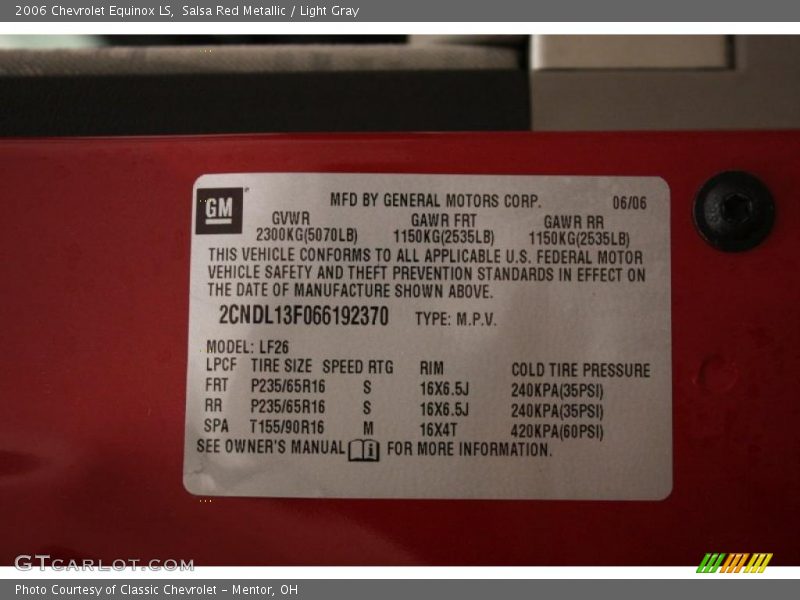 2006 Chevrolet Equinox LS, Salsa Red Metallic / Light Gray
GM
MFD BY GENERAL MOTORS CORP. 06/06
GVWR GAWR FRT GAWR RR
2300KG(5070LB) 1150KG(2535LB) 1150KG(2535LB)
THIS VEHICLE CONFORMS TO ALL APPLICABLE U.S. FEDERAL MOTOR
VEHICLE SAFETY AND THEFT PREVENTION STANDARDS IN EFFECT ON
THE DATE OF MANUFACTURE SHOWN ABOVE.
2CNDL13F066192370 TYPE: M.P.V.
MODEL: LF26
LPCF TIRE SIZE SPEED RTG RIM COLD TIRE PRESSURE
FRT P235/65R16 S 16X6.5J 240KPA(35PSI)
RR P235/65R16 S 16X6.5J 240KPA(35PSI)
SPA T155/90R16 M 16X4T 420KPA(60PSI)
SEE OWNER'S MANUAL i FOR MORE INFORMATION.
GTCARLOT.COM
Photo Courtesy of Classic Chevrolet - Mentor, OH